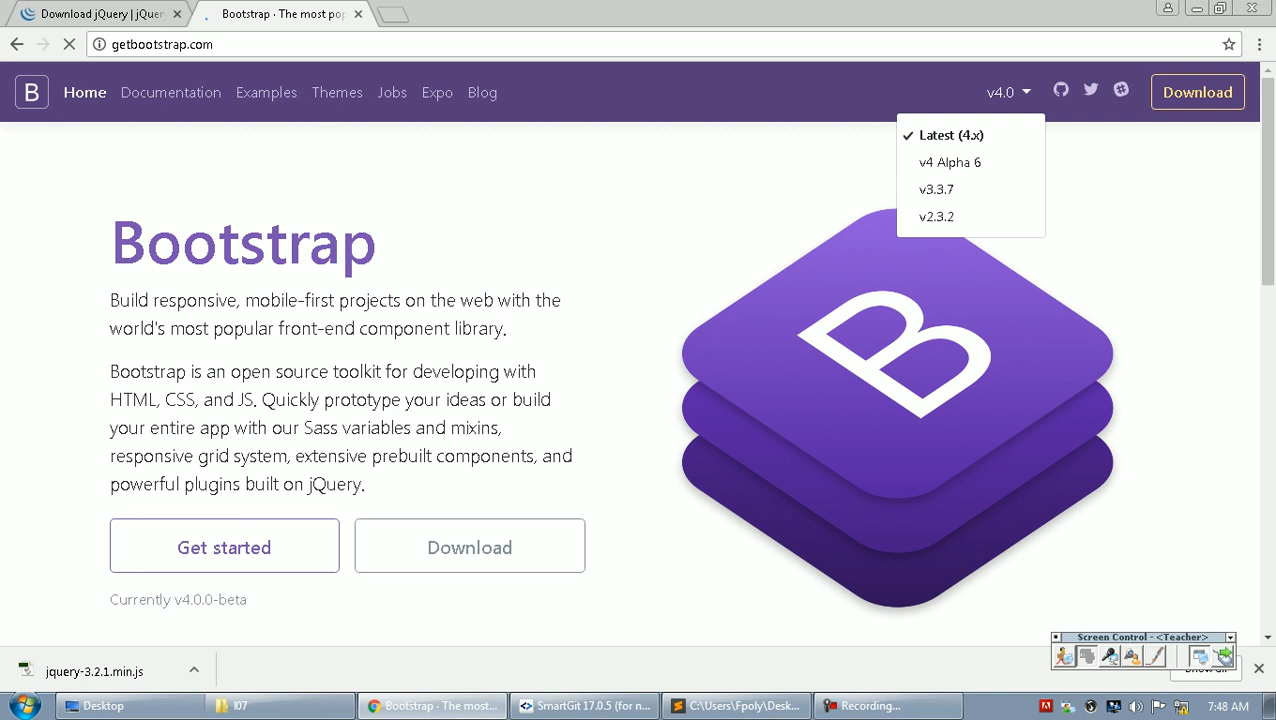 Download jQuery | jQuer
Bootstrap · The most pop
getbootstrap.com
B
Home
Documentation
Examples
Themes
Jobs
Expo
Blog
v4.0
Download
Latest (4.x)
v4 Alpha 6
v3.3.7
v2.3.2
Bootstrap
Build responsive, mobile-first projects on the web with the
world's most popular front-end component library.
Bootstrap is an open source toolkit for developing with
HTML, CSS, and JS. Quickly prototype your ideas or build
your entire app with our Sass variables and mixins,
responsive grid system, extensive prebuilt components, and
powerful plugins built on jQuery.
Get started
Download
Currently v4.0.0-beta
B
Screen Control - <Teacher>
jquery-3.2.1.min.js
Desktop
I07
Bootstrap · The most...
SmartGit 17.0.5 (for n...
C:\Users\Fpoly\Desk...
Recording...
7:48 AM